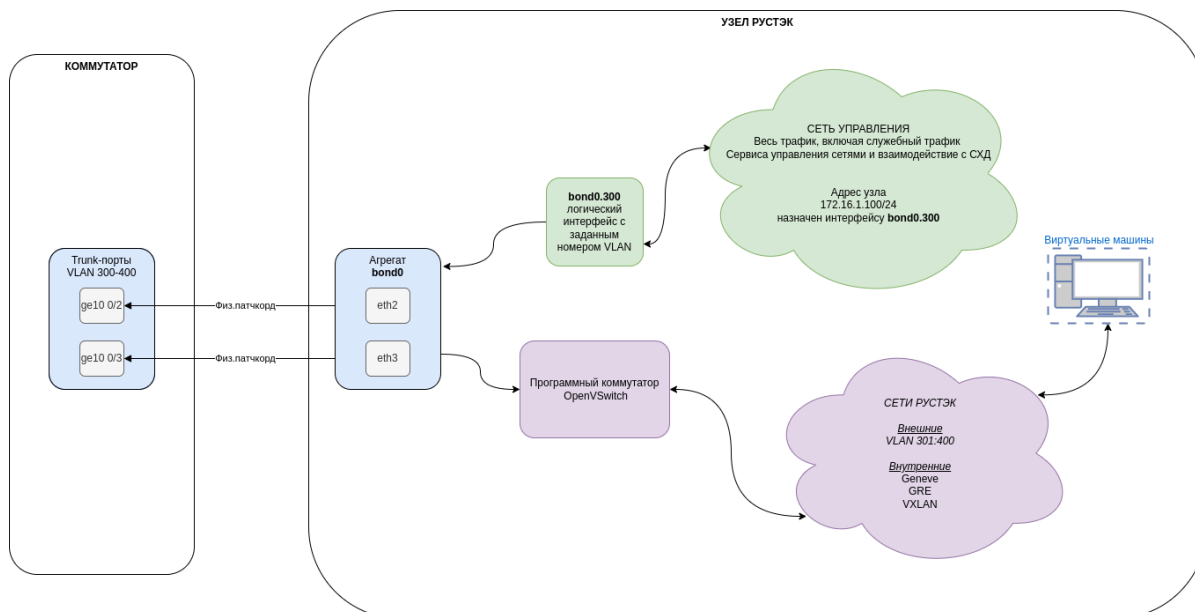 УЗЕЛ РУСТЭК
КОММУТАТОР
СЕТЬ УПРАВЛЕНИЯ
Весь трафик, включая служебный трафик
Сервиса управления сетями и взаимодействие с СХД
Адрес узла
172.16.1.100/24
назначен интерфейсу bond0.300
bond0.300
логический
интерфейс с
заданным
номером VLAN
Виртуальные машины
Trunk-порты
VLAN 300-400
ge10 0/2
ge10 0/3
Физ.патчкорд
Физ.патчкорд
Агрегат
bond0
eth2
eth3
Программный коммутатор
OpenVSwitch
СЕТИ РУСТЭК
Внешние
VLAN 301:400
Внутренние
Geneve
GRE
VXLAN